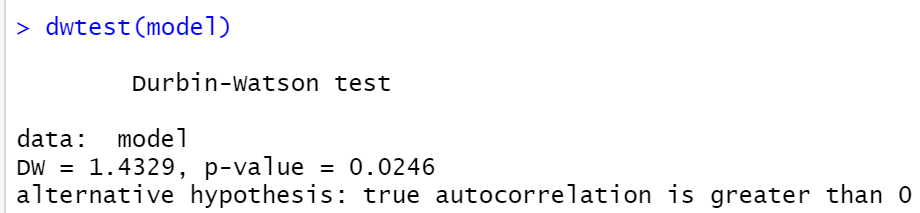 > dwtest(model)
Durbin-Watson test
data:  model
DW = 1.4329, p-value = 0.0246
alternative hypothesis: true autocorrelation is greater than 0